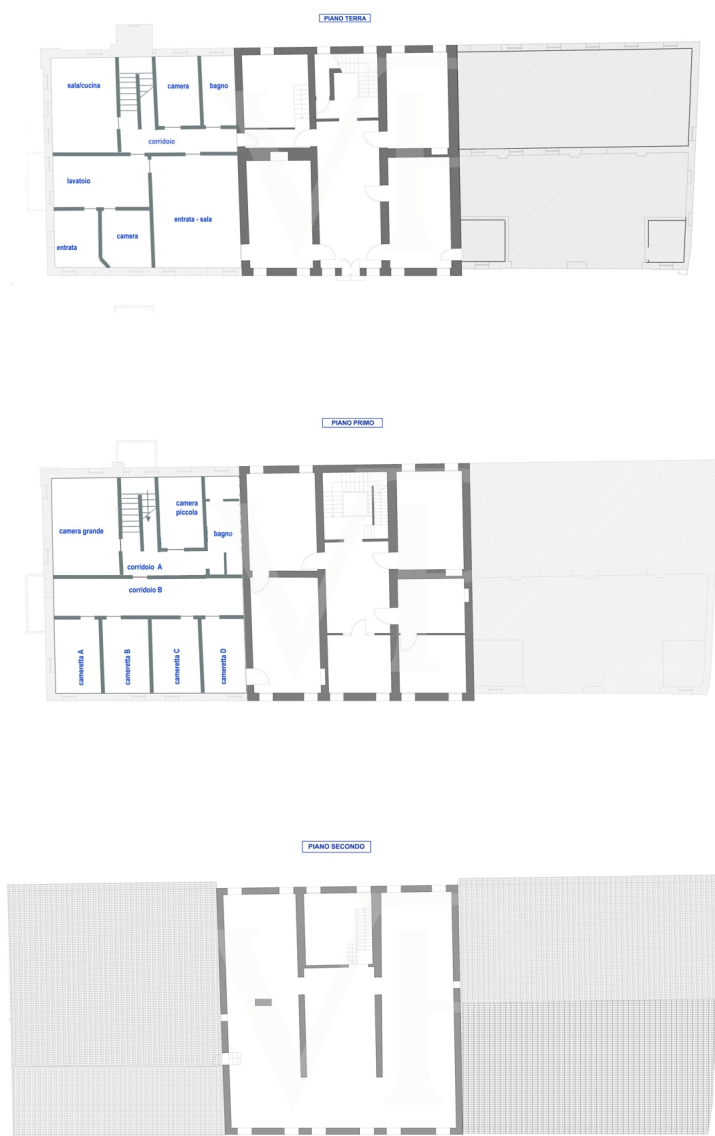 PIANO TERRA
sala/cucina
camera
bagno
corridoio
lavatoio
entrata - sala
camera
entrata
PIANO PRIMO
camera
piccola
camera grande
bagno
corridoio A
corridoio B
cameretta A
cameretta B
cameretta C
cameretta D
PIANO SECONDO